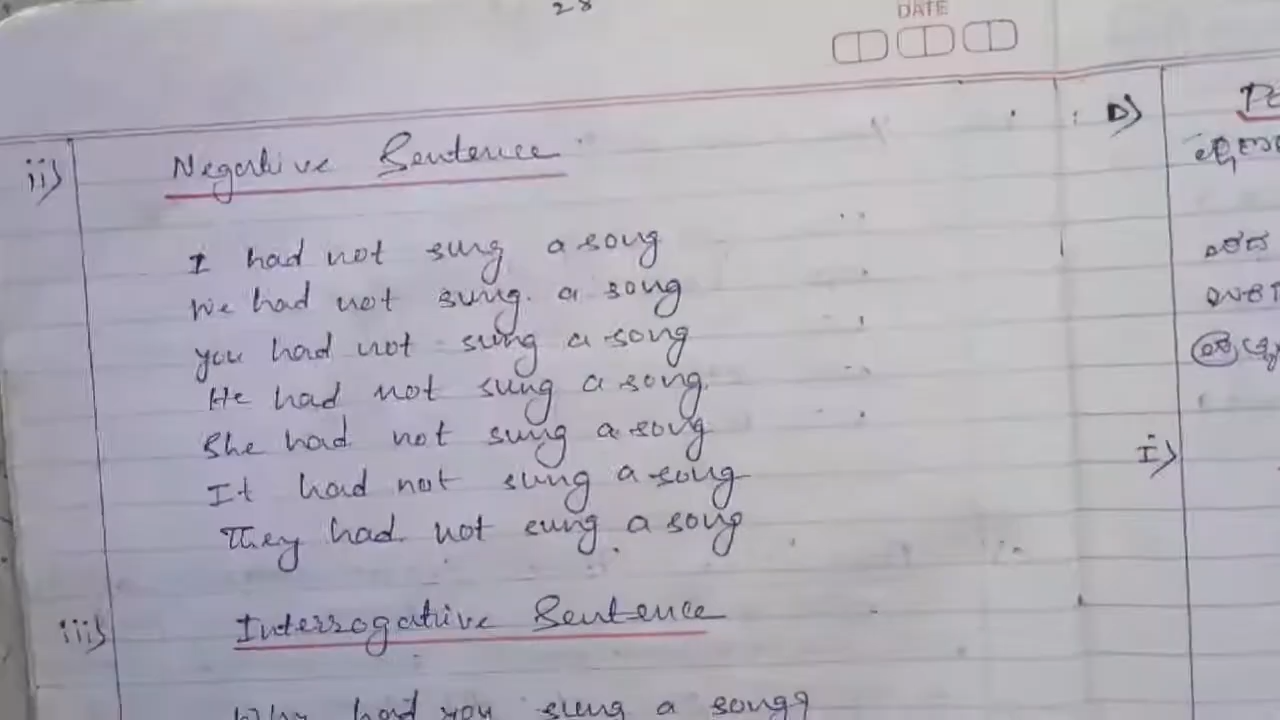 28
DATE
ii)
Negative Sentence
I had not sung a song
We had not sung. a song
you had not sung a song
He had not sung a song.
She had not sung a song
It had not sung a song
They had not sung a song
iii)
Interrogative Sentence
Why had you sung a song?
D)
i)